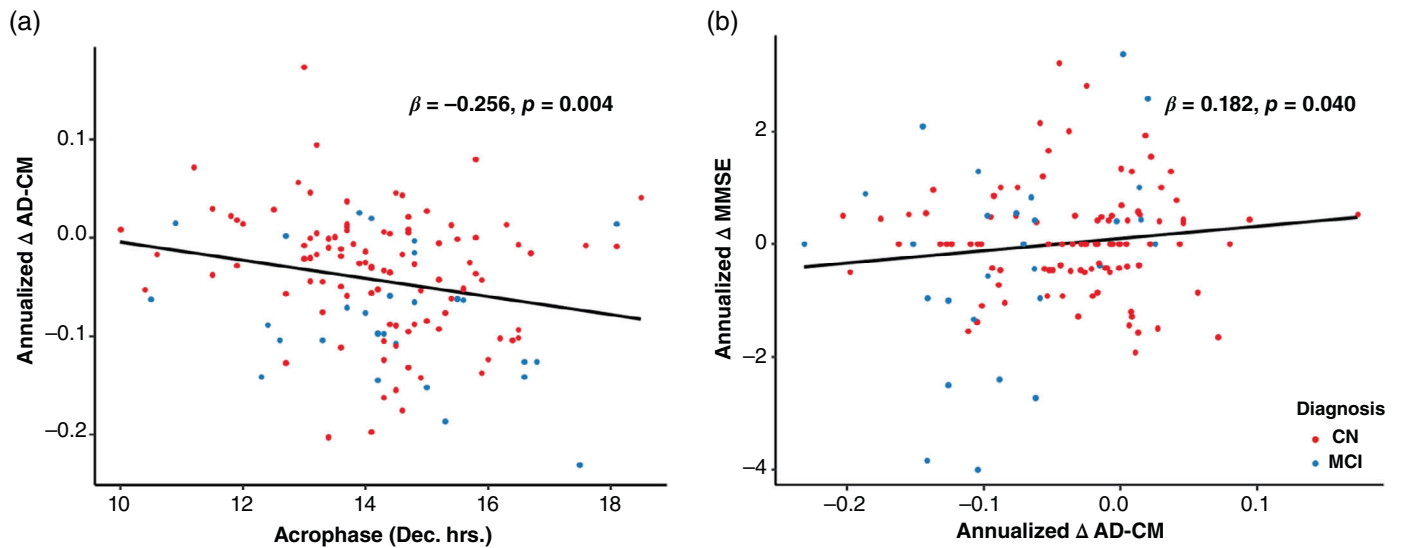 (a)
β = –0.256, p = 0.004
Annualized Δ AD-CM
0.1
0.0
–0.1
–0.2
10 12 14 16 18
Acrophase (Dec. hrs.)
(b)
β = 0.182, p = 0.040
Annualized Δ MMSE
2
0
–2
–4
Diagnosis
CN
MCI
–0.2 –0.1 0.0 0.1
Annualized Δ AD-CM